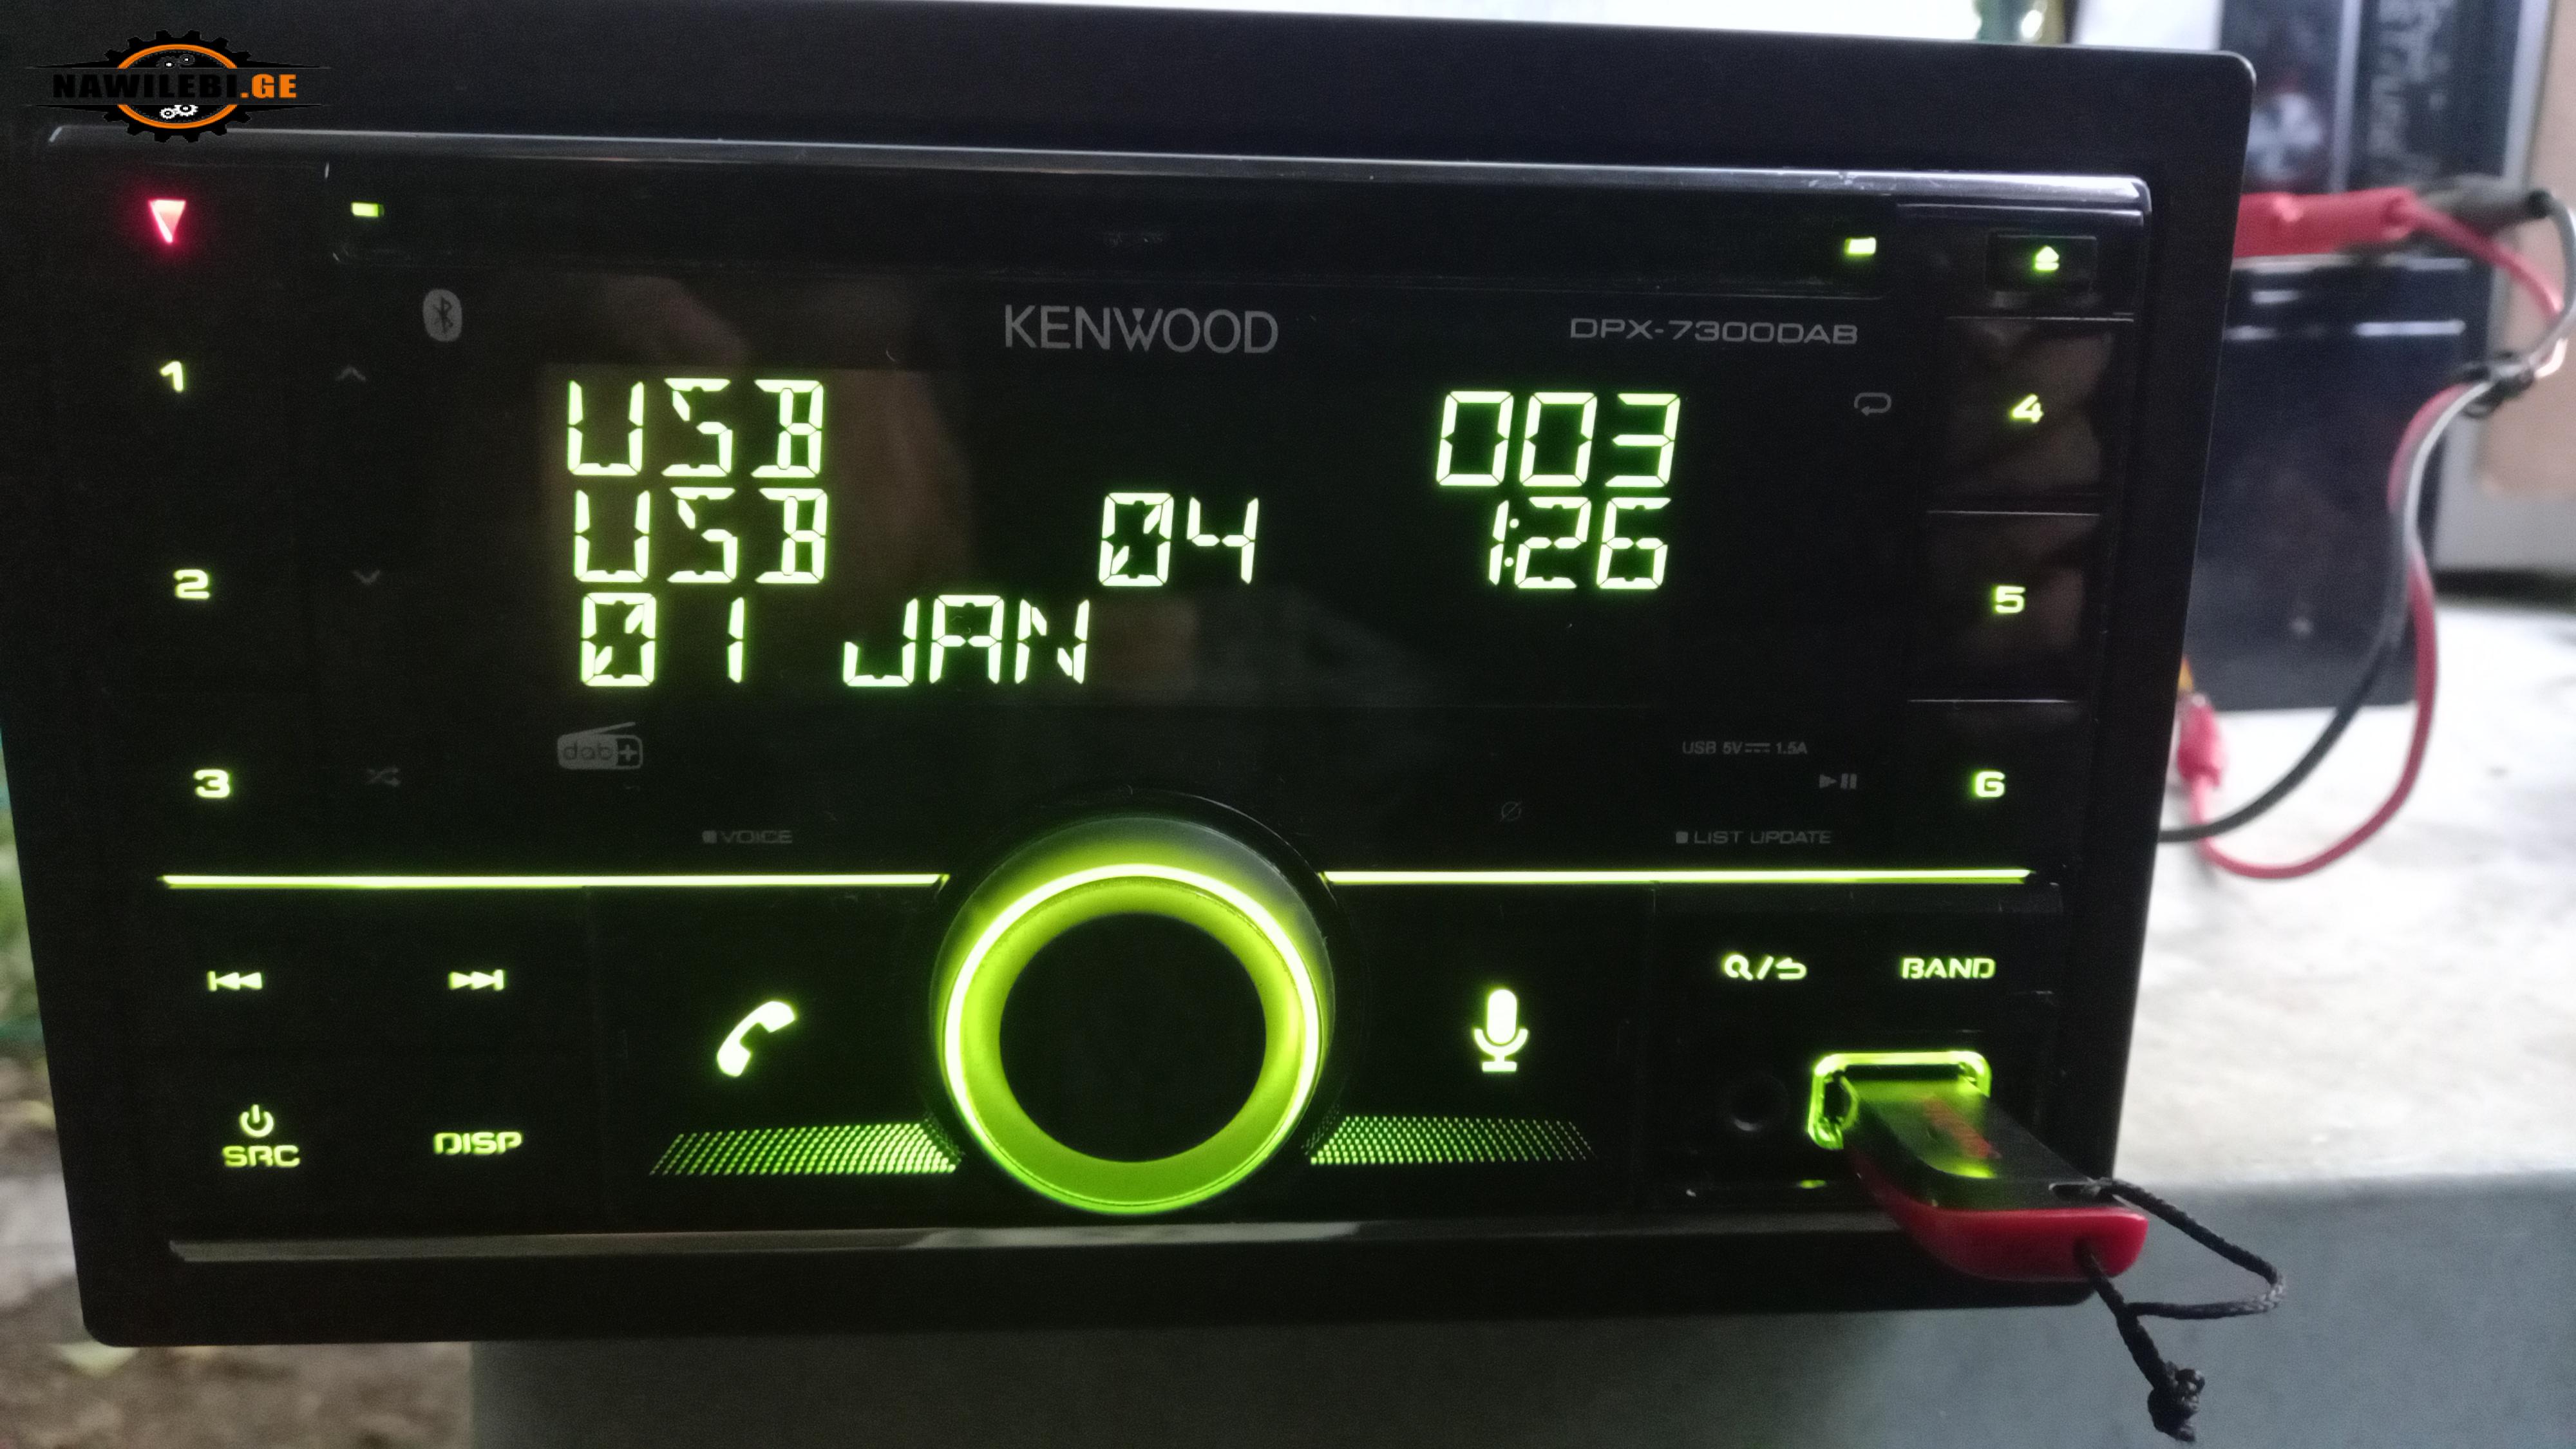 NAWILEBI.GE
KENWOOD
DPX-7300DAB
1
USB 003
4
USB 04 1:26
2
5
01 JAN
dab+
USB 5V 1.5A
3
6
VOICE
LIST UPDATE
Q/
BAND
SRC
DISP